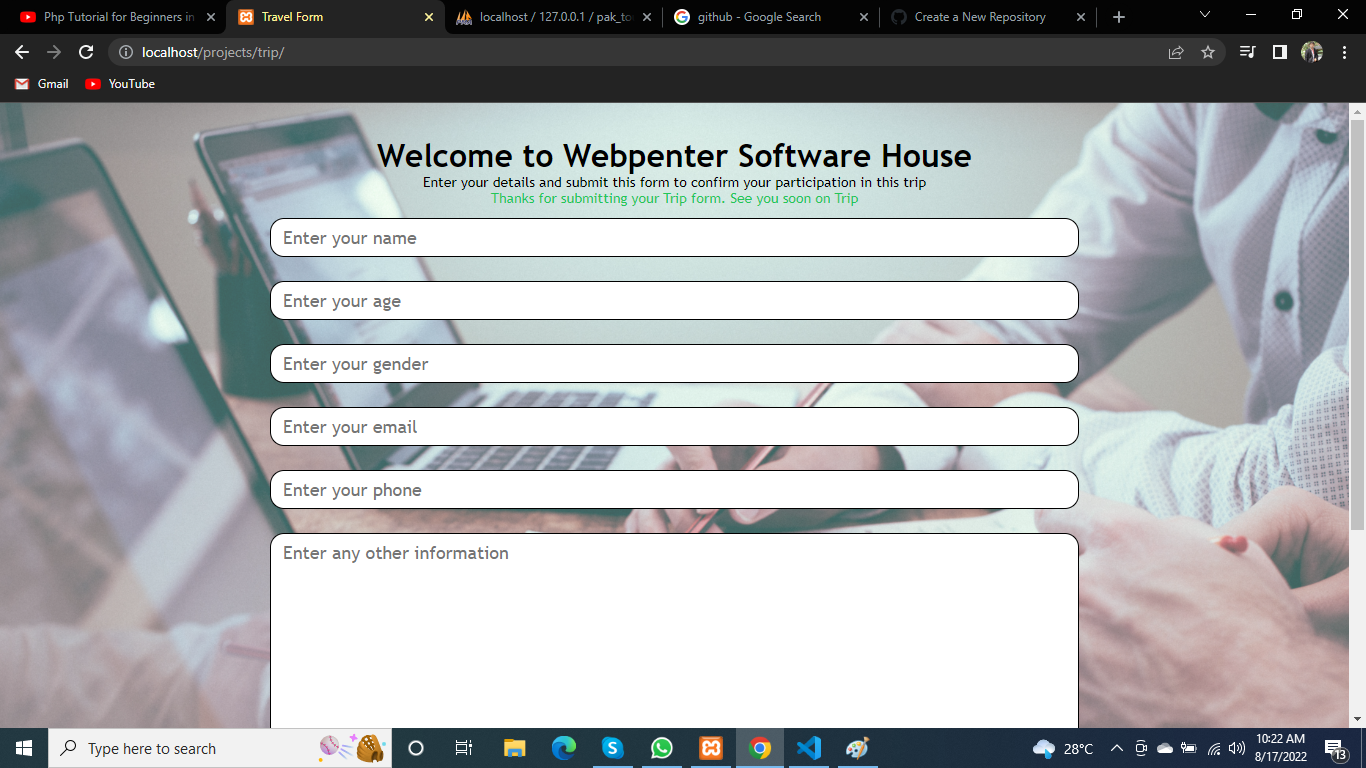 Php Tutorial for Beginners in
Travel Form
localhost / 127.0.0.1 / pak_to
github - Google Search
Create a New Repository
localhost/projects/trip/
Gmail
YouTube
Welcome to Webpenter Software House
Enter your details and submit this form to confirm your participation in this trip
Thanks for submitting your Trip form. See you soon on Trip
Enter your name
Enter your age
Enter your gender
Enter your email
Enter your phone
Enter any other information
Type here to search
28°C
10:22 AM
8/17/2022
13